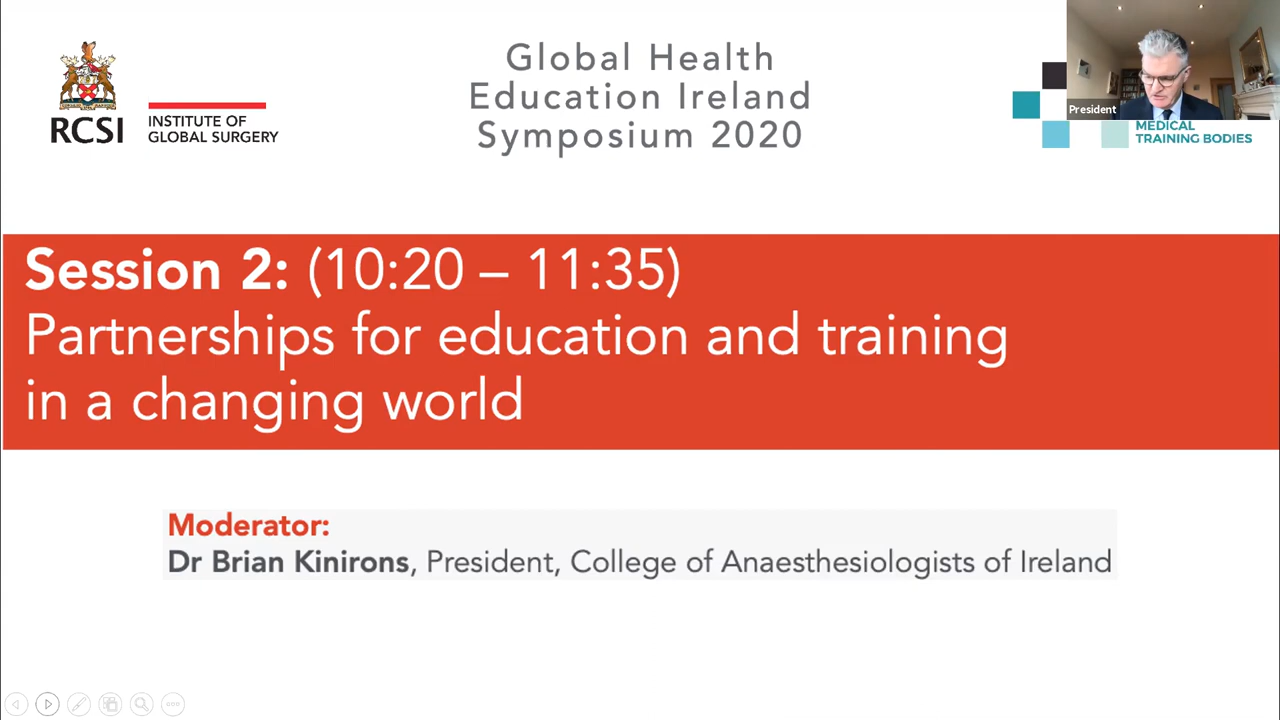 RCSI
INSTITUTE OF
GLOBAL SURGERY
Global Health
Education Ireland
Symposium 2020
President
MEDICAL
TRAINING BODIES
Session 2: (10:20 – 11:35)
Partnerships for education and training
in a changing world
Moderator:
Dr Brian Kinirons, President, College of Anaesthesiologists of Ireland